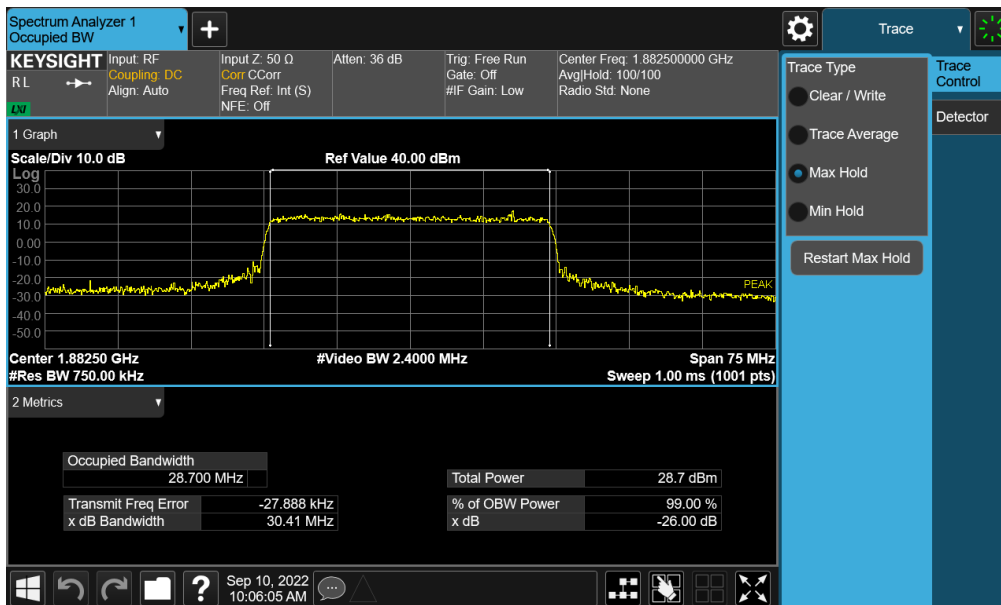 Spectrum Analyzer 1
Occupied BW
Trace
KEYSIGHT
R L
LXI
Input: RF
Coupling: DC
Align: Auto
Input Z: 50 Ω
Corr CCorr
Freq Ref: Int (S)
NFE: Off
Atten: 36 dB
Trig: Free Run
Gate: Off
#IF Gain: Low
Center Freq: 1.882500000 GHz
Avg|Hold: 100/100
Radio Std: None
Trace Type
Clear / Write
Trace Average
Max Hold
Min Hold
Restart Max Hold
Trace
Control
Detector
1 Graph
Scale/Div 10.0 dB
Ref Value 40.00 dBm
Log
30.0
20.0
10.0
0.00
-10.0
-20.0
-30.0
-40.0
-50.0
PEAK
Center 1.88250 GHz
#Video BW 2.4000 MHz
Span 75 MHz
#Res BW 750.00 kHz
Sweep 1.00 ms (1001 pts)
2 Metrics
Occupied Bandwidth
28.700 MHz
Total Power 28.7 dBm
Transmit Freq Error -27.888 kHz
% of OBW Power 99.00 %
x dB Bandwidth 30.41 MHz
x dB -26.00 dB
?
Sep 10, 2022
10:06:05 AM